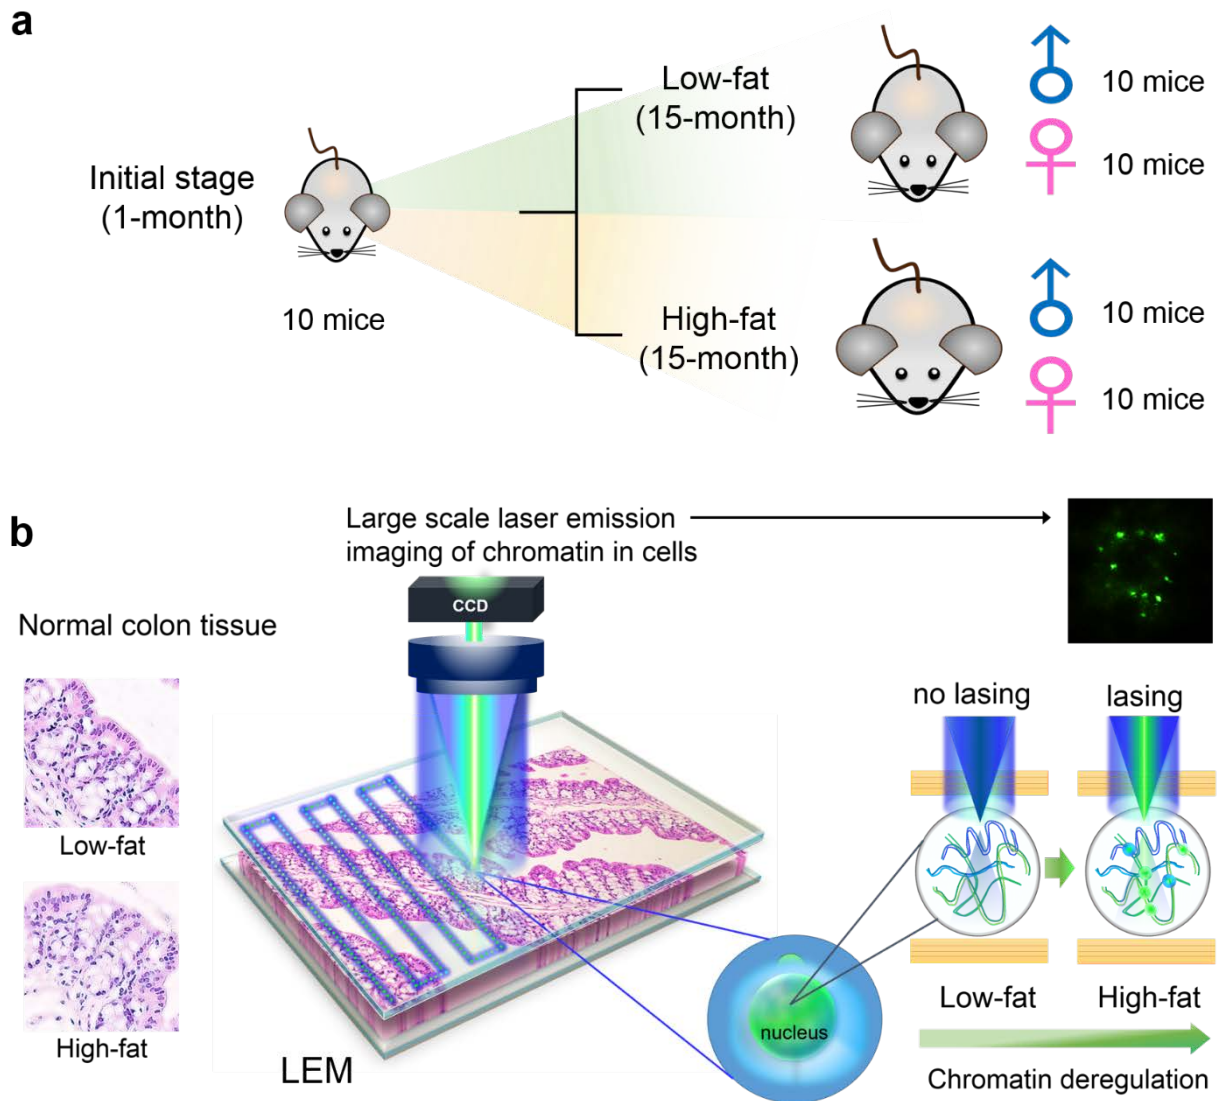 a
Initial stage
(1-month)
10 mice
Low-fat
(15-month)
10 mice
10 mice
High-fat
(15-month)
10 mice
10 mice
b
Large scale laser emission
imaging of chromatin in cells
CCD
Normal colon tissue
Low-fat
High-fat
LEM
nucleus
no lasing
lasing
Low-fat
High-fat
Chromatin deregulation